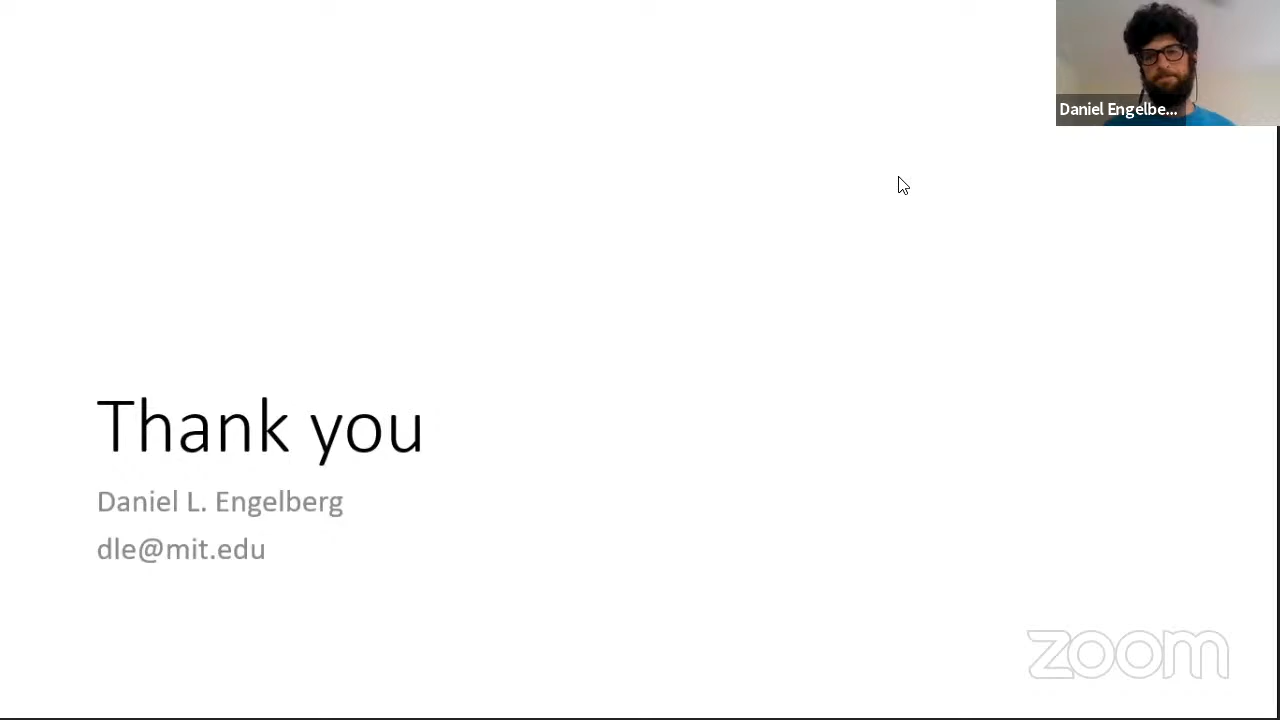 Daniel Engelbe...
Thank you
Daniel L. Engelberg
dle@mit.edu
zoom